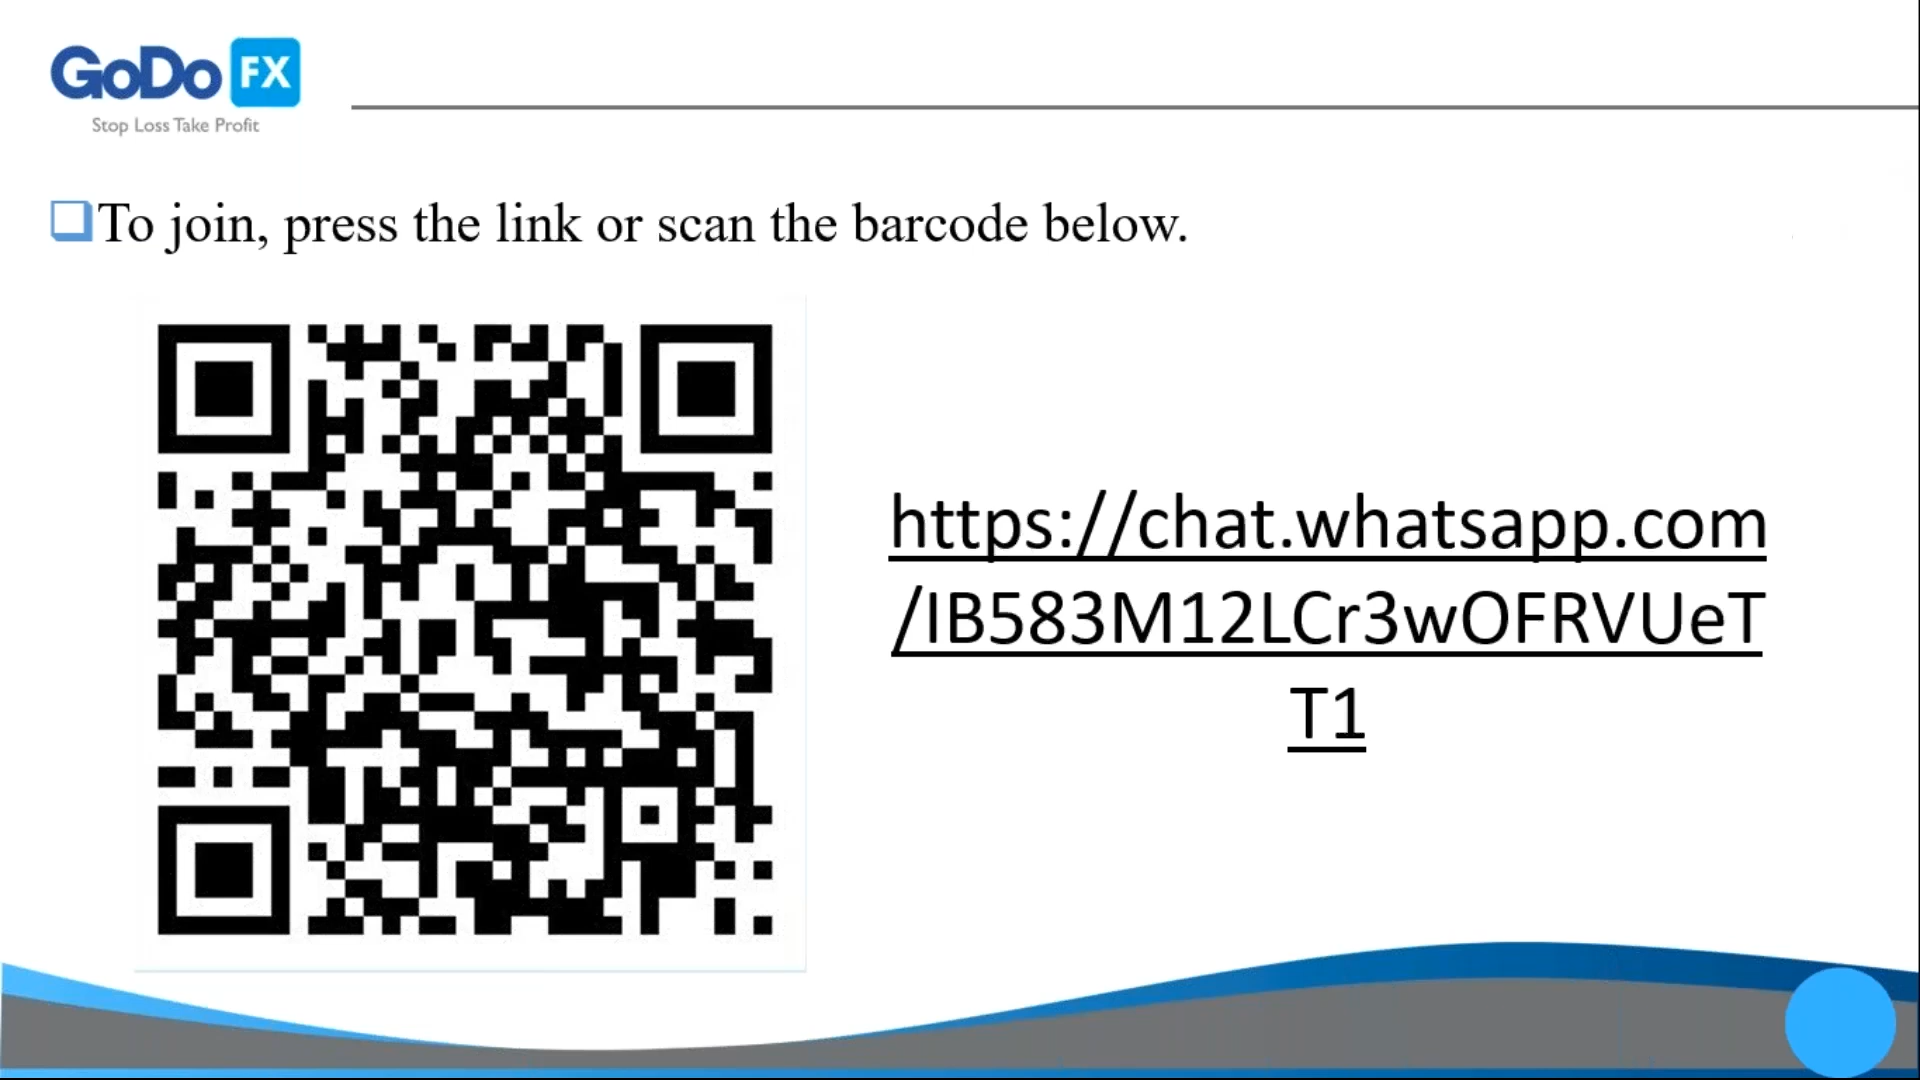 GoDo FX
Stop Loss Take Profit
To join, press the link or scan the barcode below.
https://chat.whatsapp.com
/IB583M12LCr3wOFRVUeT
T1